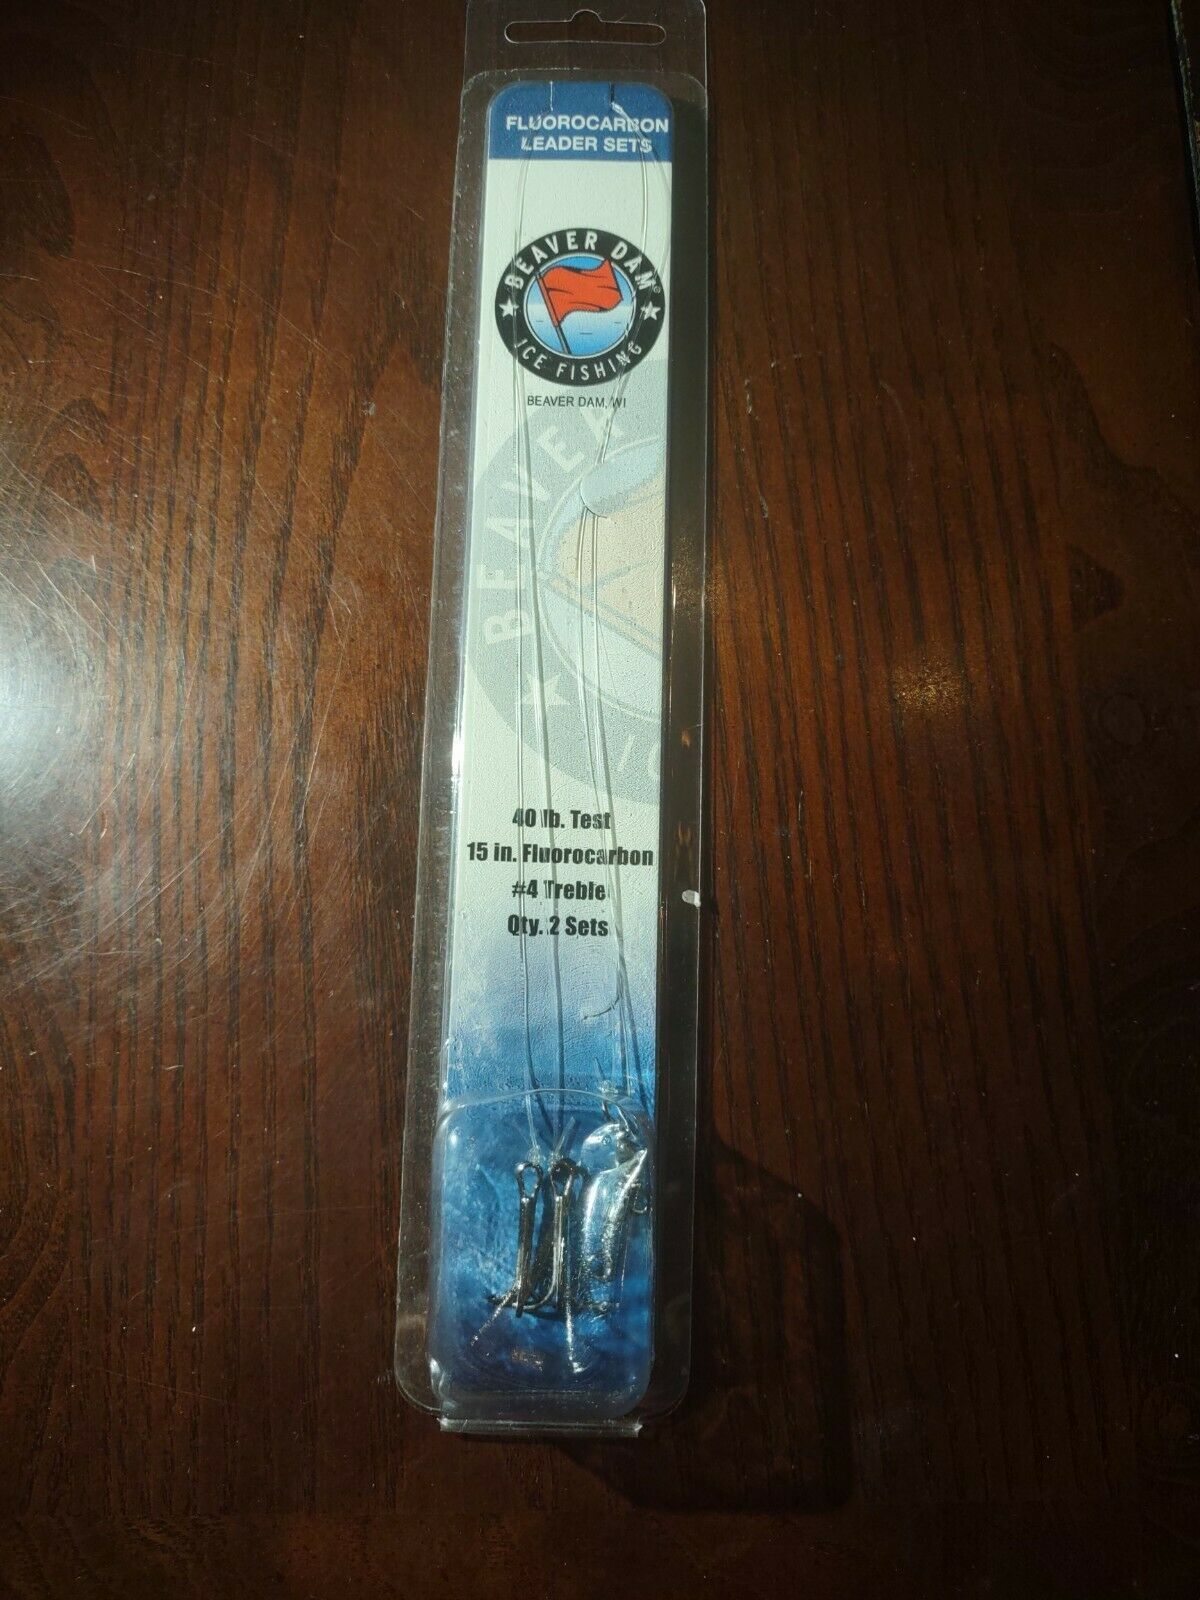 FLUOROCARBON
LEADER SETS
BEAVER DAM
ICE FISHING
BEAVER DAM, WI
BEAVER
40 lb. Test
15 in. Fluorocarbon
#4 Treble
Qty. 2 Sets